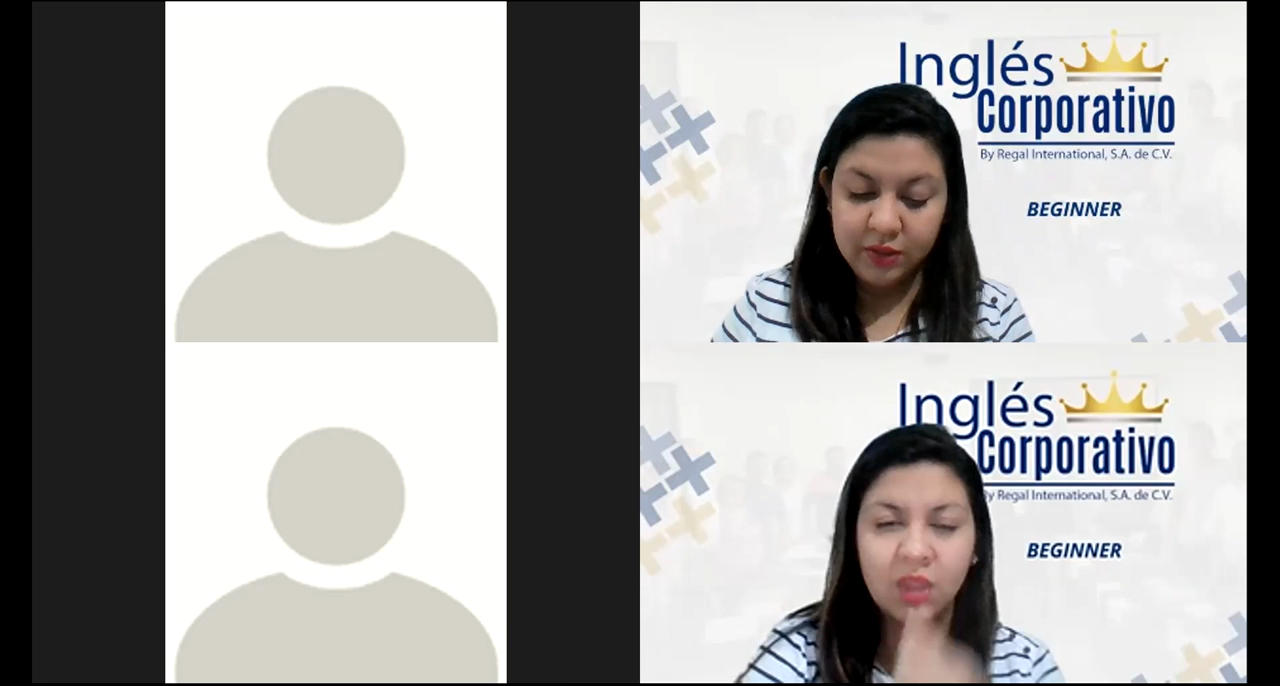 Inglés
Corporativo
By Regal International, S.A. de C.V.
BEGINNER
Inglés
Corporativo
By Regal International, S.A. de C.V.
BEGINNER